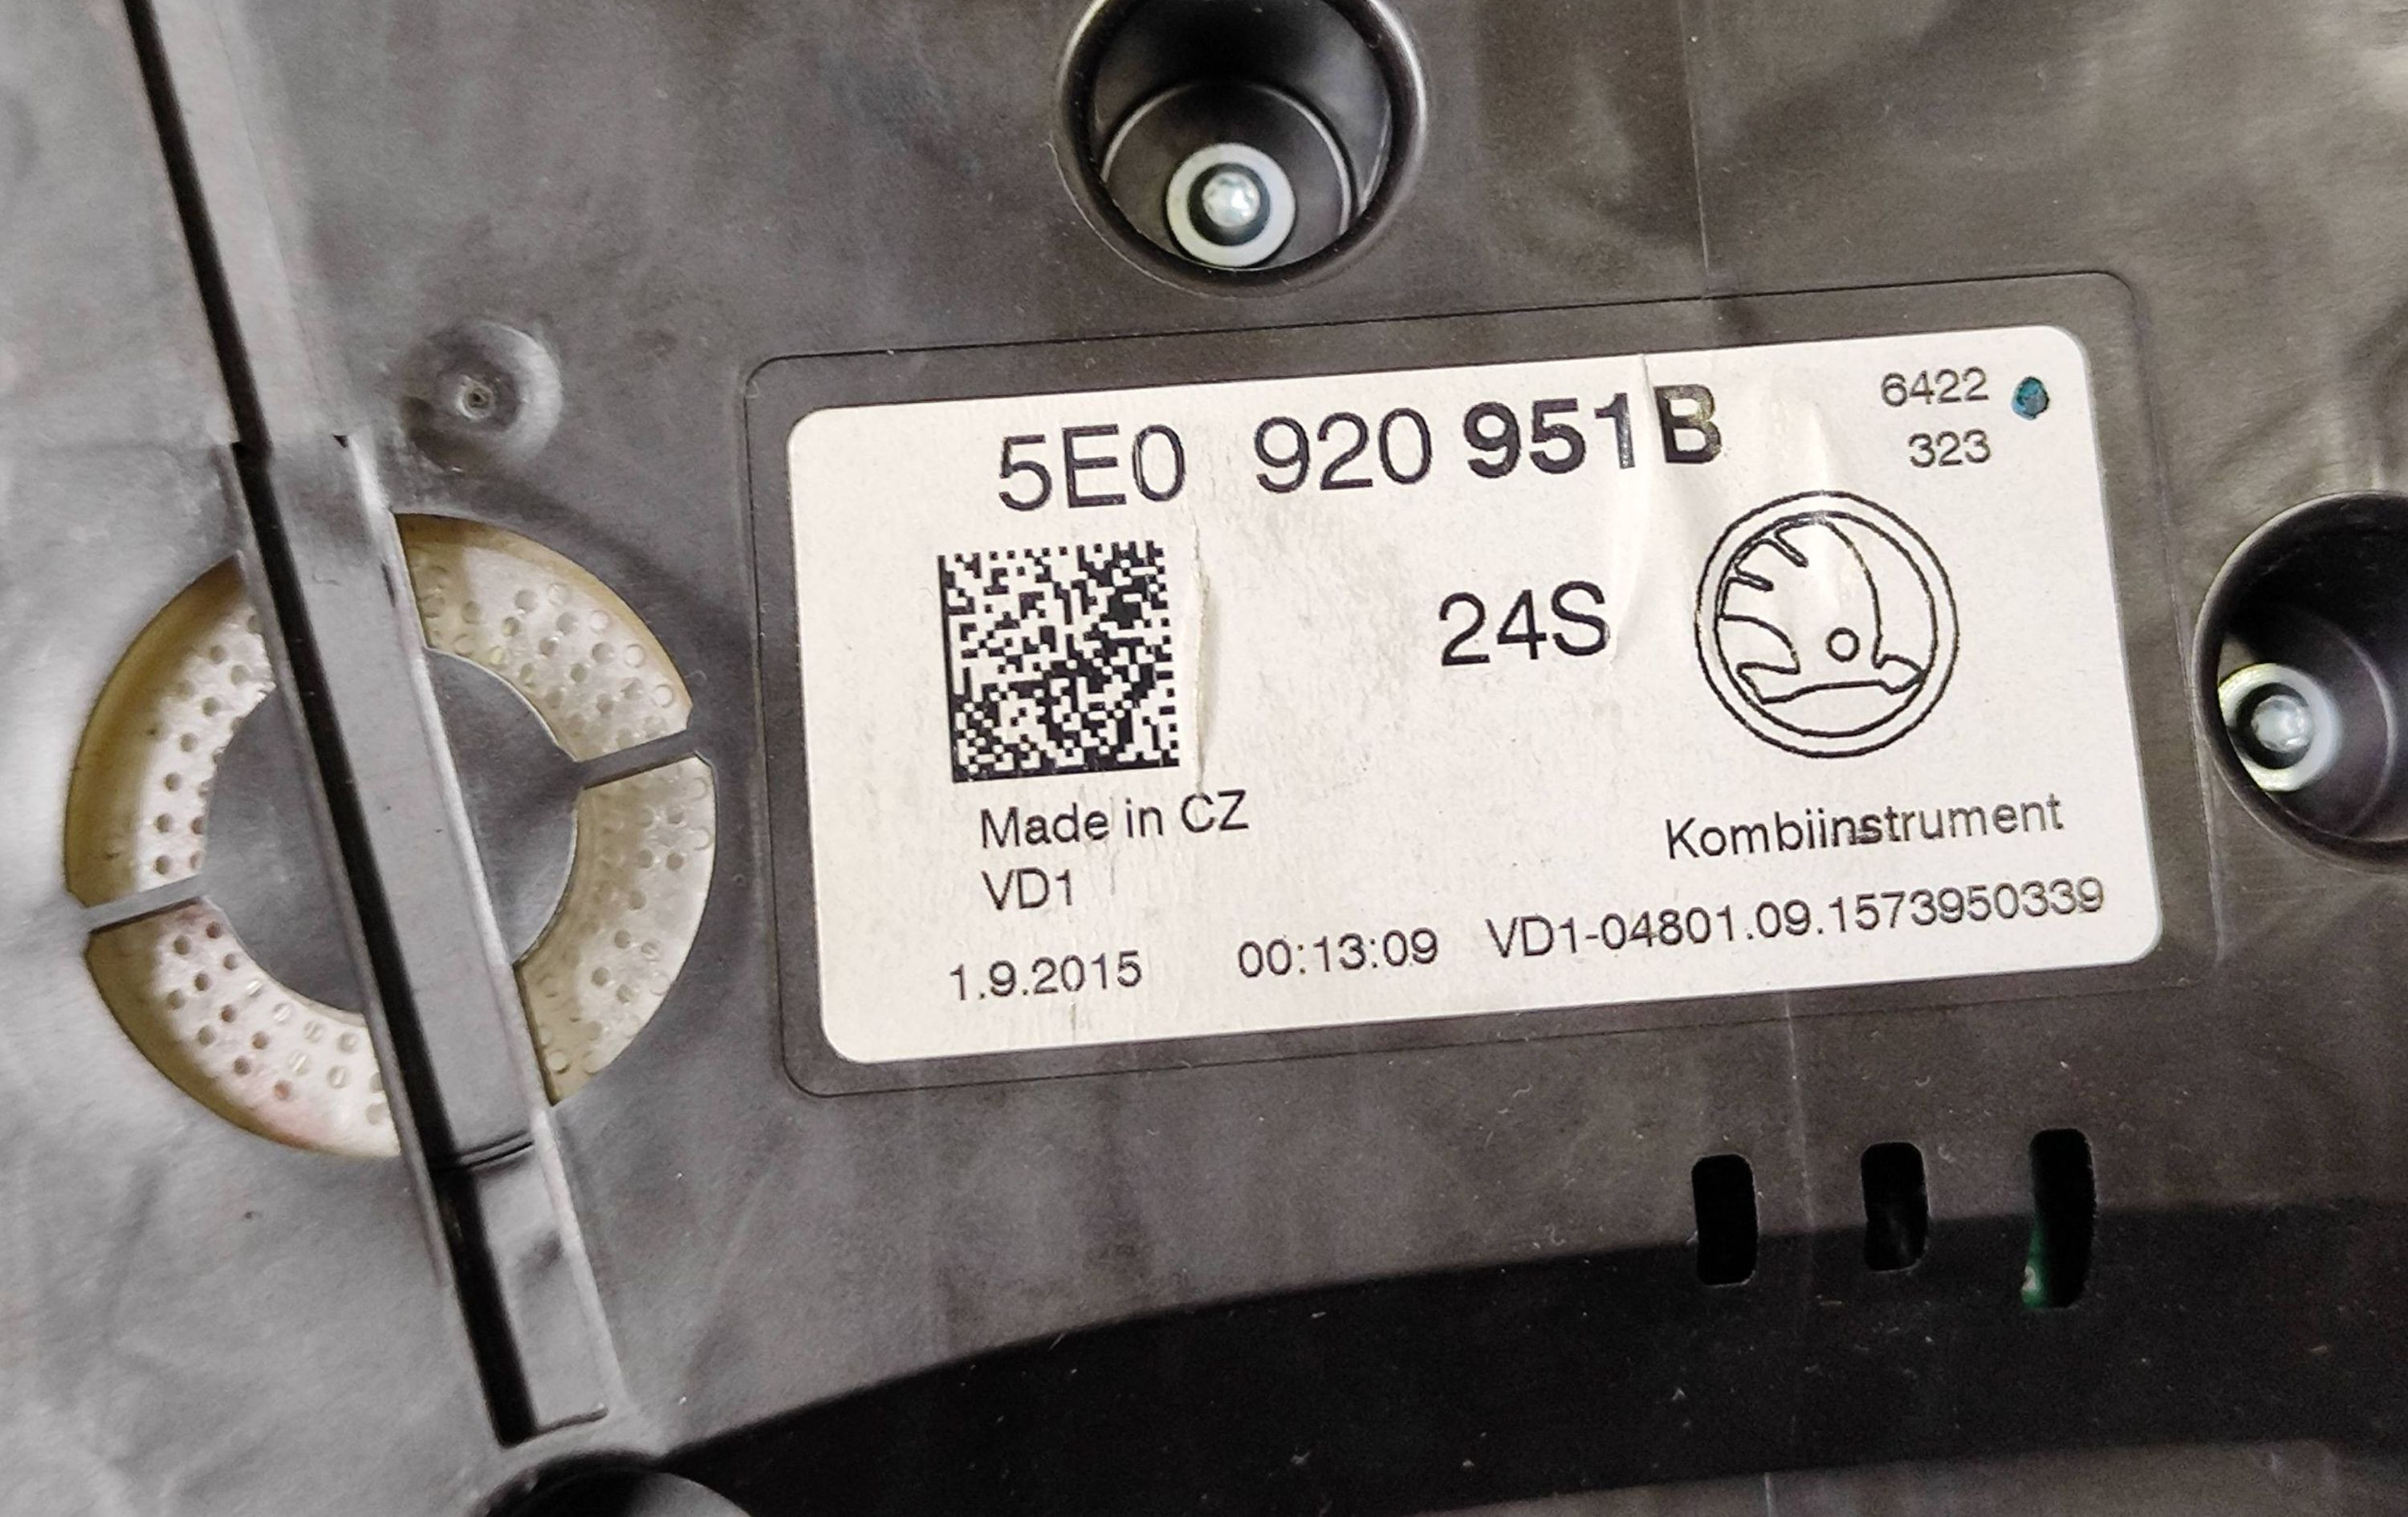 5E0 920 951B
6422
323
24S
Made in CZ
VD1
Kombiinstrument
1.9.2015 00:13:09 VD1-04801.09.1573950339